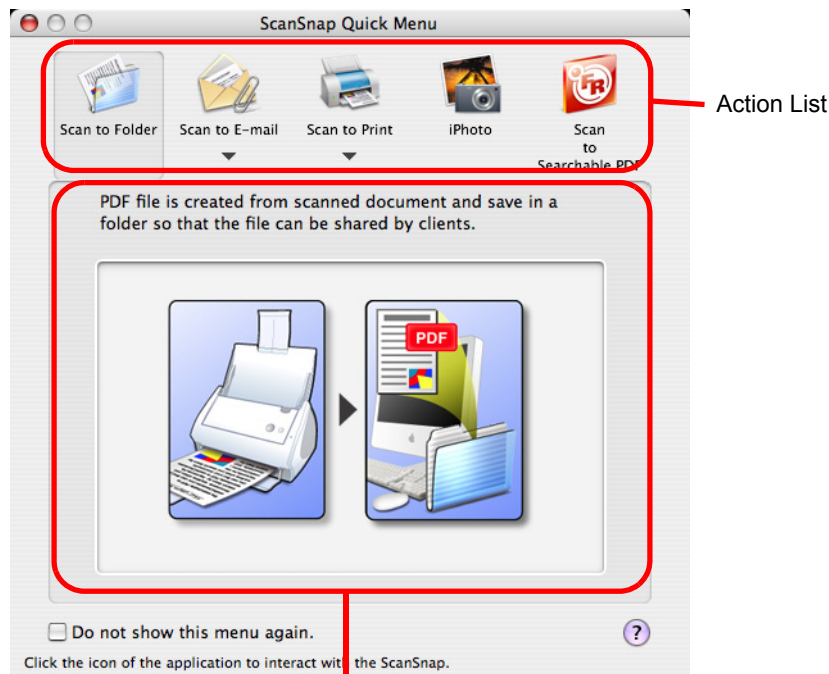 ScanSnap Quick Menu
Scan to Folder
Scan to E-mail
Scan to Print
iPhoto
Scan
to
Searchable PDF
Action List
PDF file is created from scanned document and save in a
folder so that the file can be shared by clients.
PDF
Do not show this menu again.
?
Click the icon of the application to interact with the ScanSnap.